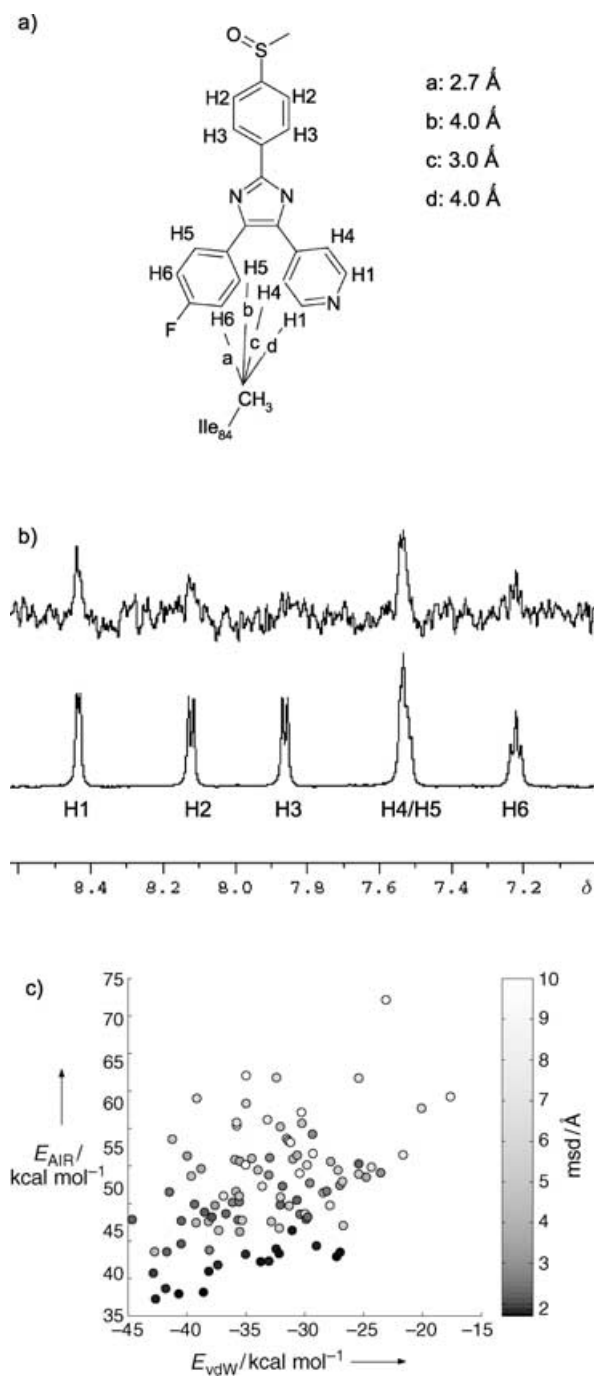 a)
O
S
H2 H2
H3 H3
N N
H5 H4
H6 H5 H4 H1
F H6 b H1 N
a c d
CH3
Ile84
a: 2.7 Å
b: 4.0 Å
c: 3.0 Å
d: 4.0 Å
b)
H1 H2 H3 H4/H5 H6
8.4 8.2 8.0 7.8 7.6 7.4 7.2 δ
c)
75
70
65
60
55
50
45
40
35
EAIR/
kcal mol−1
−45 −40 −35 −30 −25 −20 −15
EvdW/kcal mol−1
10
9
8
7
6
5
4
3
2
msd/Å